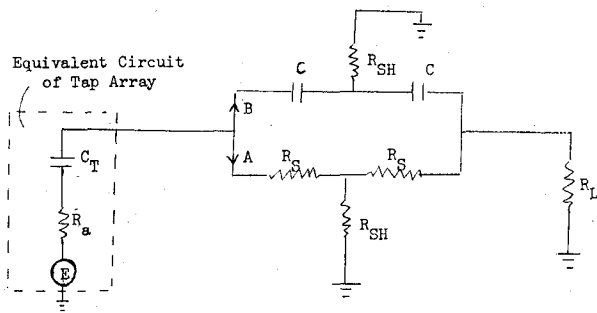 Equivalent Circuit
of Tap Array
C_T
R_a
E
B
A
C
R_SH
C
R_S
R_S
R_SH
R_L